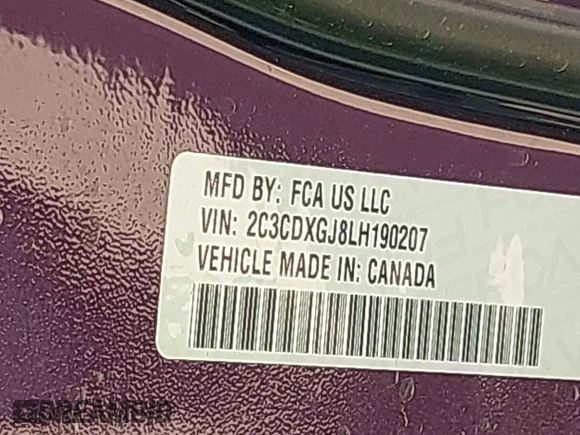 MFD BY: FCA US LLC
VIN: 2C3CDXGJ8LH190207
VEHICLE MADE IN: CANADA